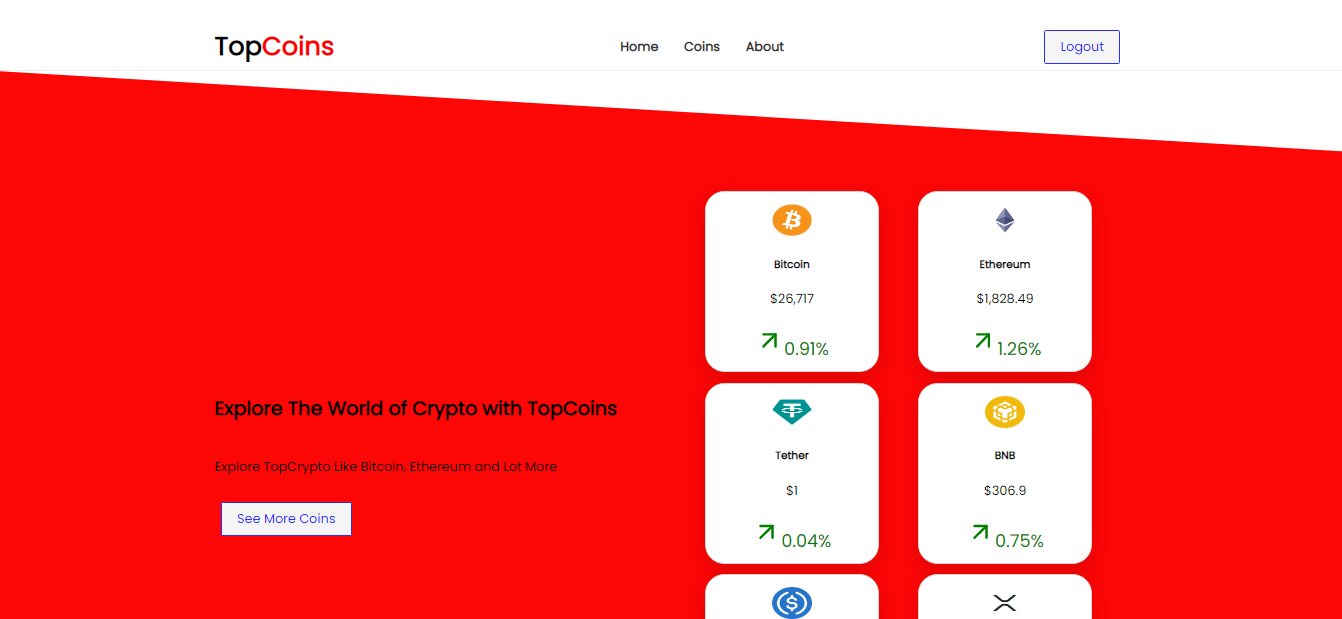 TopCoins
Home Coins About
Logout
Explore The World of Crypto with TopCoins
Explore TopCrypto Like Bitcoin, Ethereum and Lot More
See More Coins
Bitcoin
$26,717
0.91%
Ethereum
$1,828.49
1.26%
Tether
$1
0.04%
BNB
$306.9
0.75%